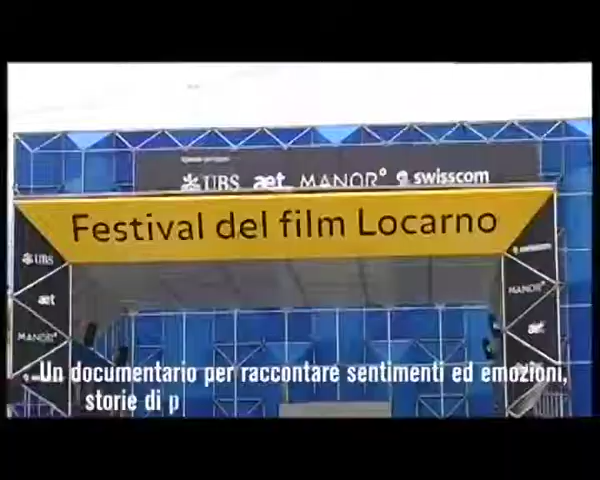 UBS aet MANOR° swisscom
Festival del film Locarno
UBS
aet
MANOR°
swisscom
MANOR°
aet
Un documentario per raccontare sentimenti ed emozioni,
storie di p